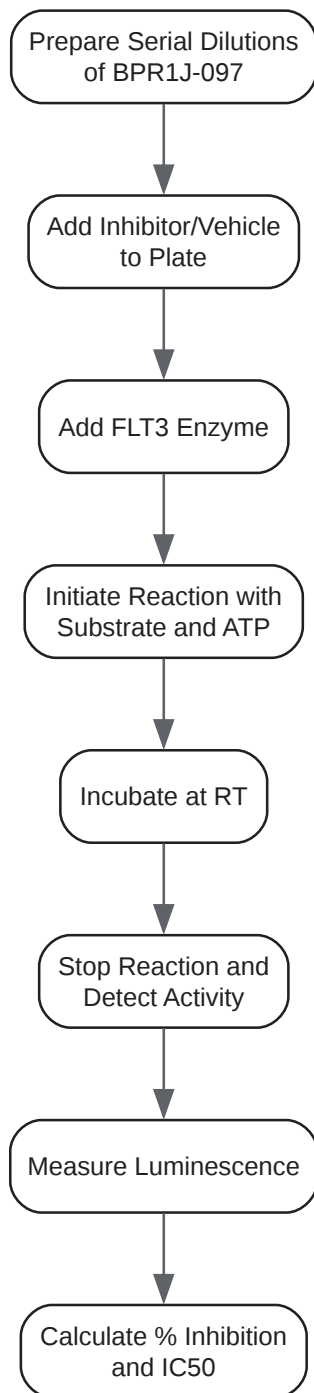 Prepare Serial Dilutions
of BPR1J-097
Add Inhibitor/Vehicle
to Plate
Add FLT3 Enzyme
Initiate Reaction with
Substrate and ATP
Incubate at RT
Stop Reaction and
Detect Activity
Measure Luminescence
Calculate % Inhibition
and IC50